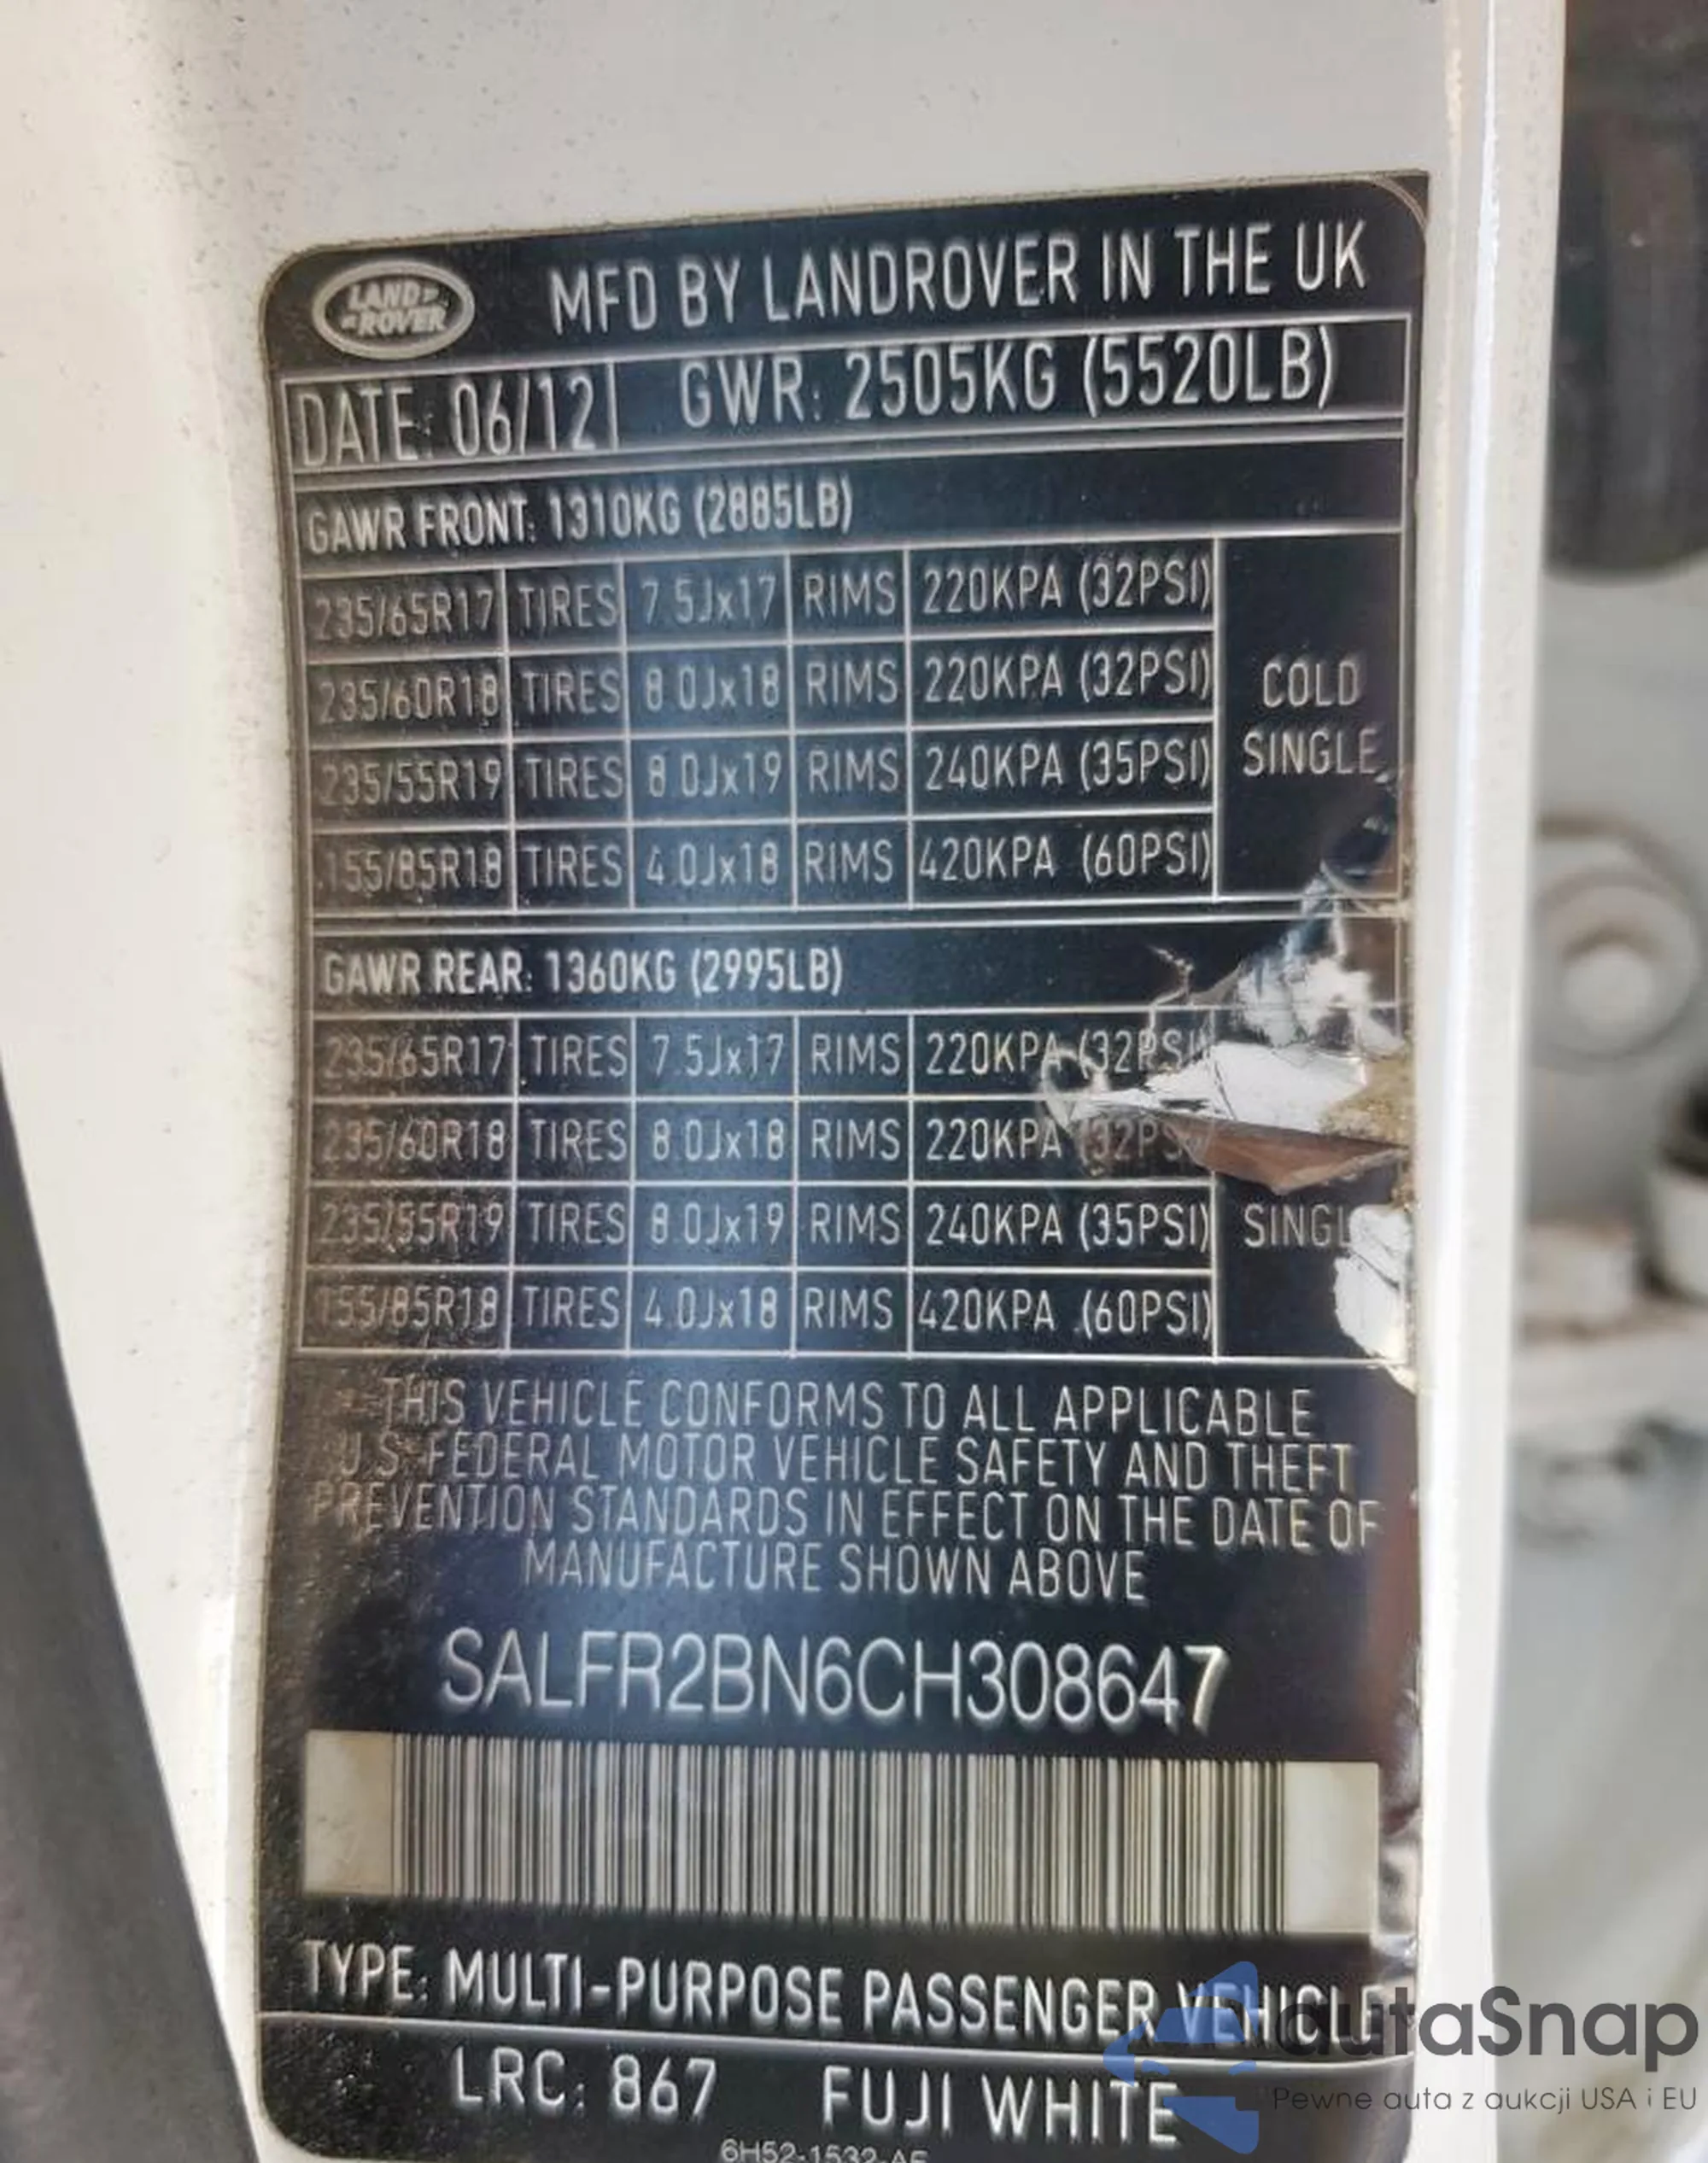 LAND ROVER MFD BY LANDROVER IN THE UK
DATE: 06/12 GWR: 2505KG (5520LB)
GAWR FRONT: 1310KG (2885LB)
235/65R17 TIRES 7.5Jx17 RIMS 220KPA (32PSI)
235/60R18 TIRES 8.0Jx18 RIMS 220KPA (32PSI)
COLD
235/55R19 TIRES 8.0Jx19 RIMS 240KPA (35PSI)
SINGLE
155/85R18 TIRES 4.0Jx18 RIMS 420KPA (60PSI)
GAWR REAR: 1360KG (2995LB)
235/65R17 TIRES 7.5Jx17 RIMS 220KPA (32PSI)
235/60R18 TIRES 8.0Jx18 RIMS 220KPA (32PSI)
235/55R19 TIRES 8.0Jx19 RIMS 240KPA (35PSI) SINGL
155/85R18 TIRES 4.0Jx18 RIMS 420KPA (60PSI)
THIS VEHICLE CONFORMS TO ALL APPLICABLE
U.S. FEDERAL MOTOR VEHICLE SAFETY AND THEFT
PREVENTION STANDARDS IN EFFECT ON THE DATE OF
MANUFACTURE SHOWN ABOVE
SALFR2BN6CH308647
TYPE: MULTI-PURPOSE PASSENGER VEHICLE
LRC: 867 FUJI WHITE
autaSnap
Pewne auta z aukcji USA i EU